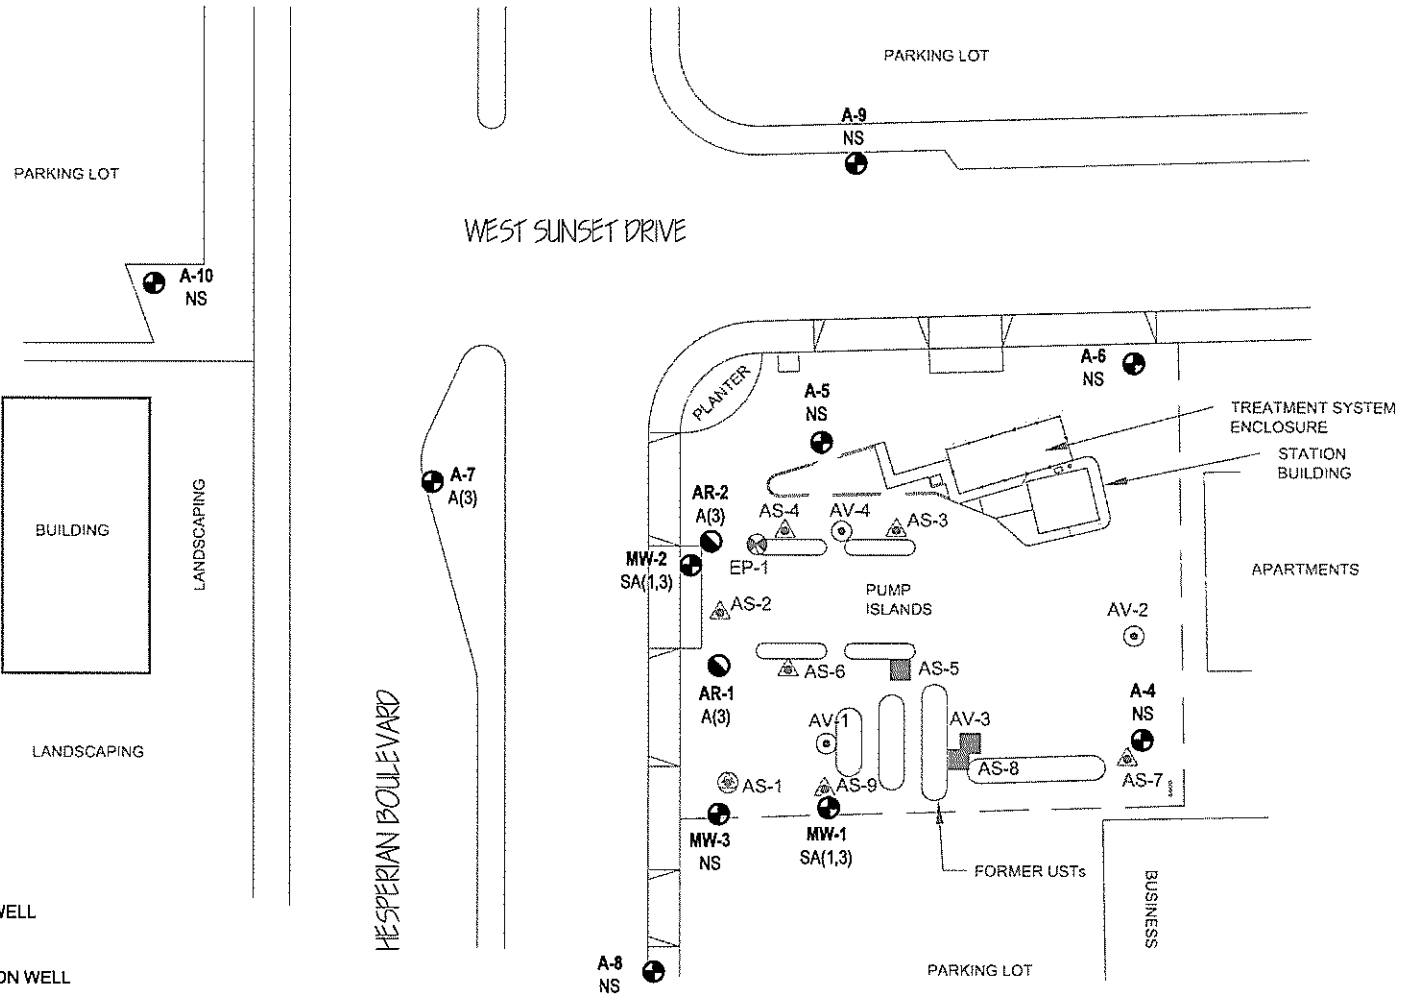 PARKING LOT
A-9
NS
PARKING LOT
WEST SUNSET DRIVE
A-10
NS
A-6
NS
PLANTER
A-5
NS
TREATMENT SYSTEM
ENCLOSURE
STATION
BUILDING
A-7
A(3)
AR-2
A(3)
AS-4
AV-4
AS-3
BUILDING
LANDSCAPING
MW-2
SA(1,3)
EP-1
APARTMENTS
PUMP
ISLANDS
AS-2
AV-2
AS-6
AS-5
AR-1
A(3)
A-4
NS
AV-1
AV-3
LANDSCAPING
HESPERIAN BOULEVARD
AS-8
AS-7
AS-1
AS-9
MW-3
NS
MW-1
SA(1,3)
FORMER USTs
BUSINESS
WELL
ON WELL
A-8
NS
PARKING LOT